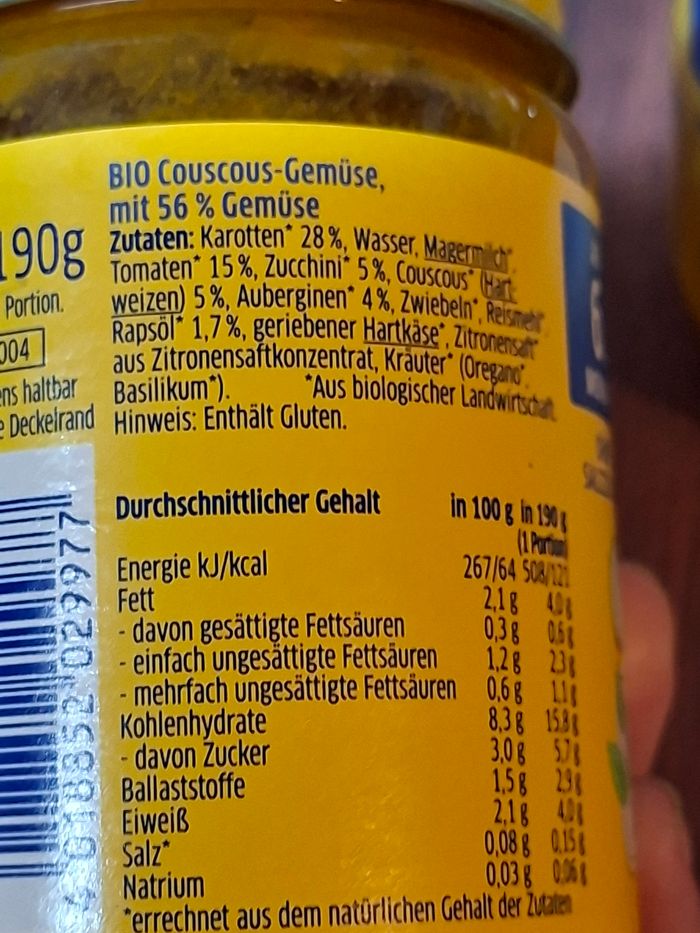 BIO Couscous-Gemüse,
mit 56 % Gemüse
Zutaten: Karotten* 28 %, Wasser, Magermilch*,
Tomaten* 15 %, Zucchini* 5 %, Couscous* (Hart-
weizen) 5 %, Auberginen* 4 %, Zwiebeln*, Reismehl*,
Rapsöl* 1,7 %, geriebener Hartkäse*, Zitronensaft*
aus Zitronensaftkonzentrat, Kräuter* (Oregano*,
Basilikum*). *Aus biologischer Landwirtschaft
Hinweis: Enthält Gluten.
190g
Portion.
004
ens haltbar
e Deckelrand
Durchschnittlicher Gehalt in 100 g in 190 g
(1 Portion)
Energie kJ/kcal 267/64 508/121
Fett 2,1 g 4,0 g
- davon gesättigte Fettsäuren 0,3 g 0,6 g
- einfach ungesättigte Fettsäuren 1,2 g 2,3 g
- mehrfach ungesättigte Fettsäuren 0,6 g 1,1 g
Kohlenhydrate 8,3 g 15,8 g
- davon Zucker 3,0 g 5,7 g
Ballaststoffe 1,5 g 2,9 g
Eiweiß 2,1 g 4,0 g
Salz* 0,08 g 0,15 g
Natrium 0,03 g 0,06 g
*errechnet aus dem natürlichen Gehalt der Zutaten